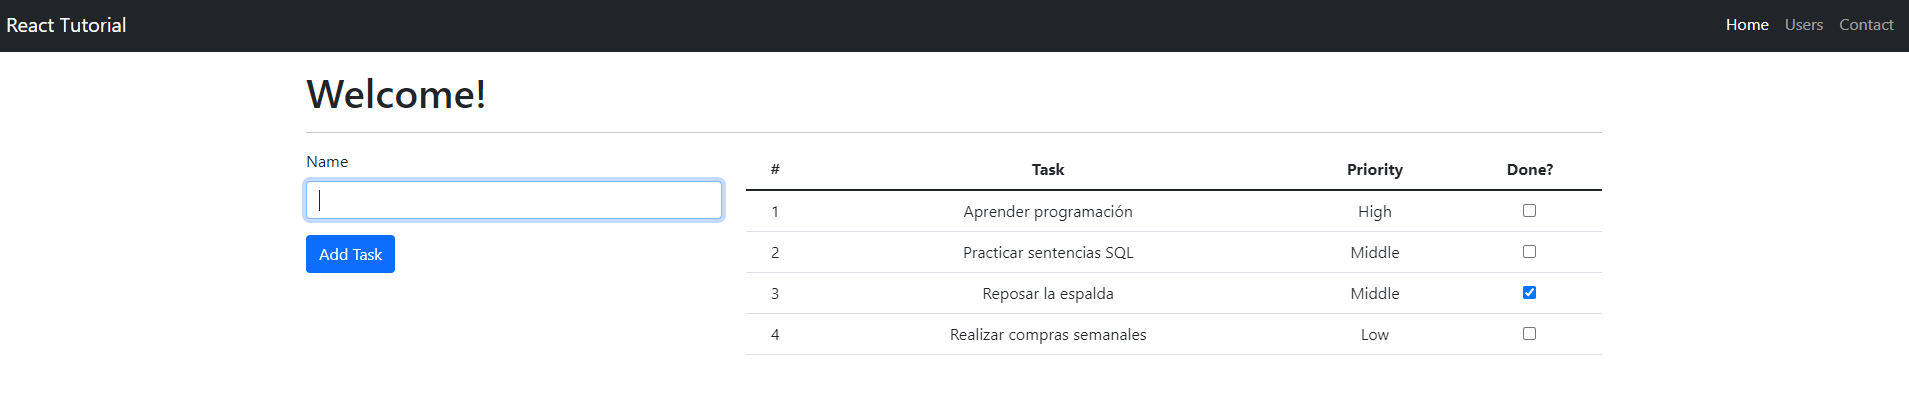 React Tutorial
Home Users Contact
Welcome!
Name
Add Task
# Task Priority Done?
1 Aprender programación High
2 Practicar sentencias SQL Middle
3 Reposar la espalda Middle
4 Realizar compras semanales Low